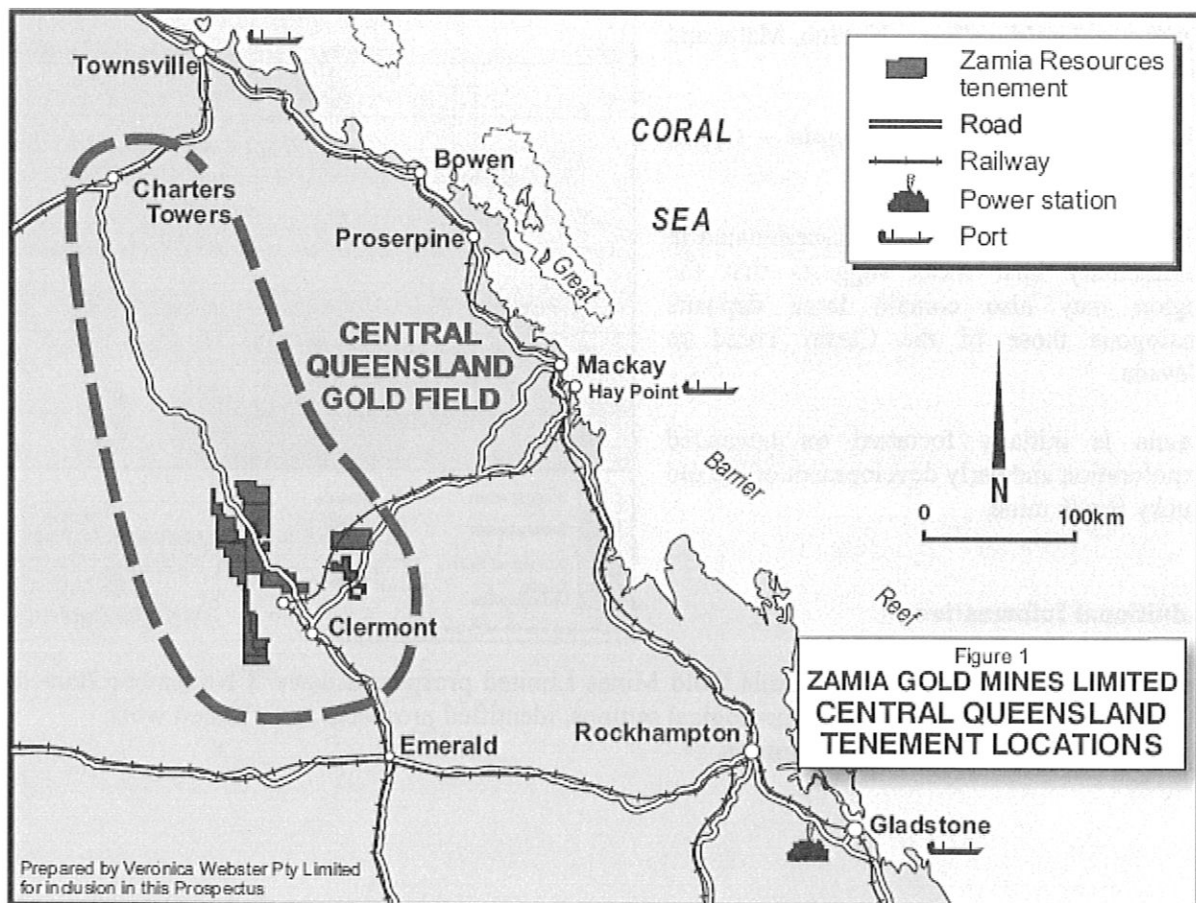 Townsville
Charters
Towers
Bowen
Proserpine
CORAL
SEA
Great
Zamia Resources
tenement
Road
Railway
Power station
Port
CENTRAL
QUEENSLAND
GOLD FIELD
Mackay
Hay Point
Barrier
Reef
N
0 100km
Clermont
Emerald
Rockhampton
Gladstone
Figure 1
ZAMIA GOLD MINES LIMITED
CENTRAL QUEENSLAND
TENEMENT LOCATIONS
Prepared by Veronica Webster Pty Limited
for inclusion in this Prospectus